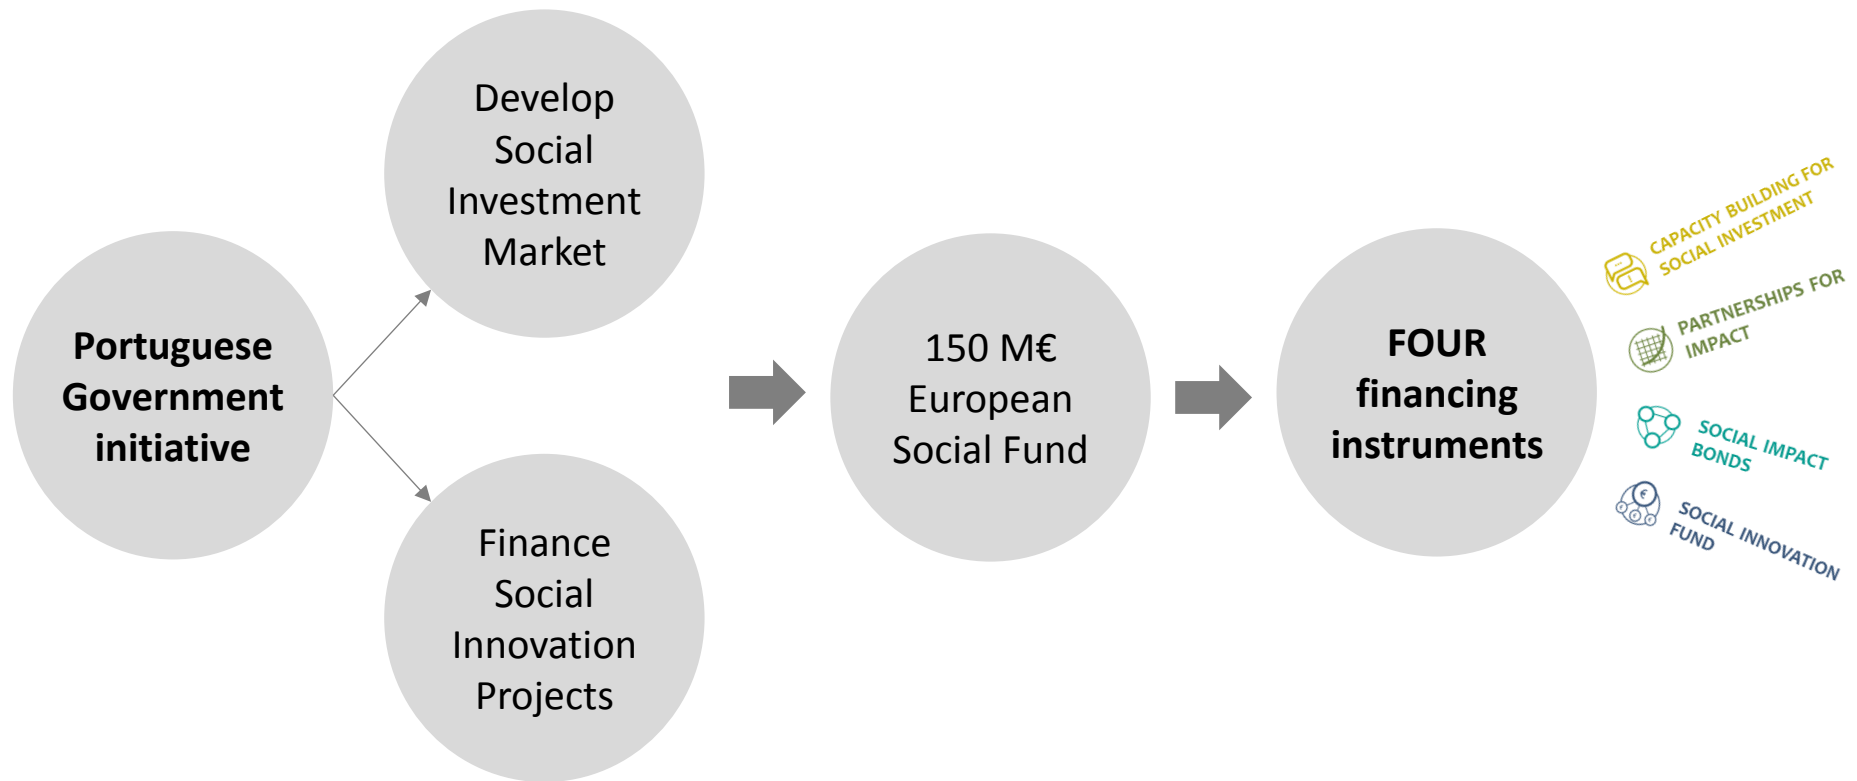 Portuguese
Government
initiative
Develop
Social
Investment
Market
Finance
Social
Innovation
Projects
150 M€
European
Social Fund
FOUR
financing
instruments
CAPACITY BUILDING FOR
SOCIAL INVESTMENT
PARTNERSHIPS FOR
IMPACT
SOCIAL IMPACT
BONDS
SOCIAL INNOVATION
FUND